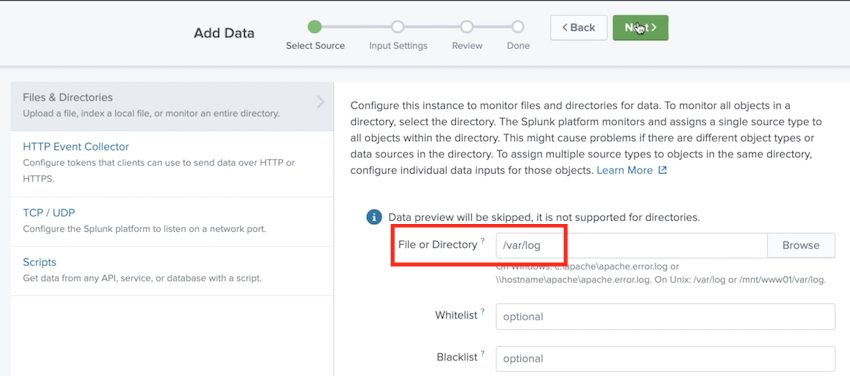 Add Data
Select Source
Input Settings
Review
Done
< Back
Next >
Files & Directories
Upload a file, index a local file, or monitor an entire directory.
HTTP Event Collector
Configure tokens that clients can use to send data over HTTP or
HTTPS.
TCP / UDP
Configure the Splunk platform to listen on a network port.
Scripts
Get data from any API, service, or database with a script.
Configure this instance to monitor files and directories for data. To monitor all objects in a
directory, select the directory. The Splunk platform monitors and assigns a single source type to
all objects within the directory. This might cause problems if there are different object types or
data sources in the directory. To assign multiple source types to objects in the same directory,
configure individual data inputs for those objects. Learn More
Data preview will be skipped, it is not supported for directories.
File or Directory ?
/var/log
Browse
On Windows: c:\apache\apache.error.log or
\\hostname\apache\apache.error.log. On Unix: /var/log or /mnt/www01/var/log.
Whitelist ?
optional
Blacklist ?
optional